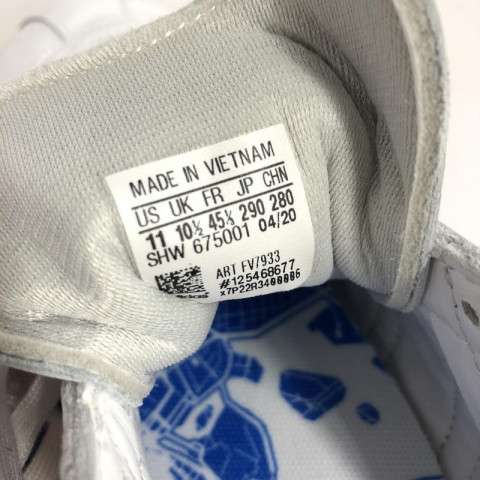 MADE IN VIETNAM
US UK FR JP CHN
11 10½ 45⅓ 290 280
SHW 675001 04/20
ART FV7933
#125468677
x7P22R3400086